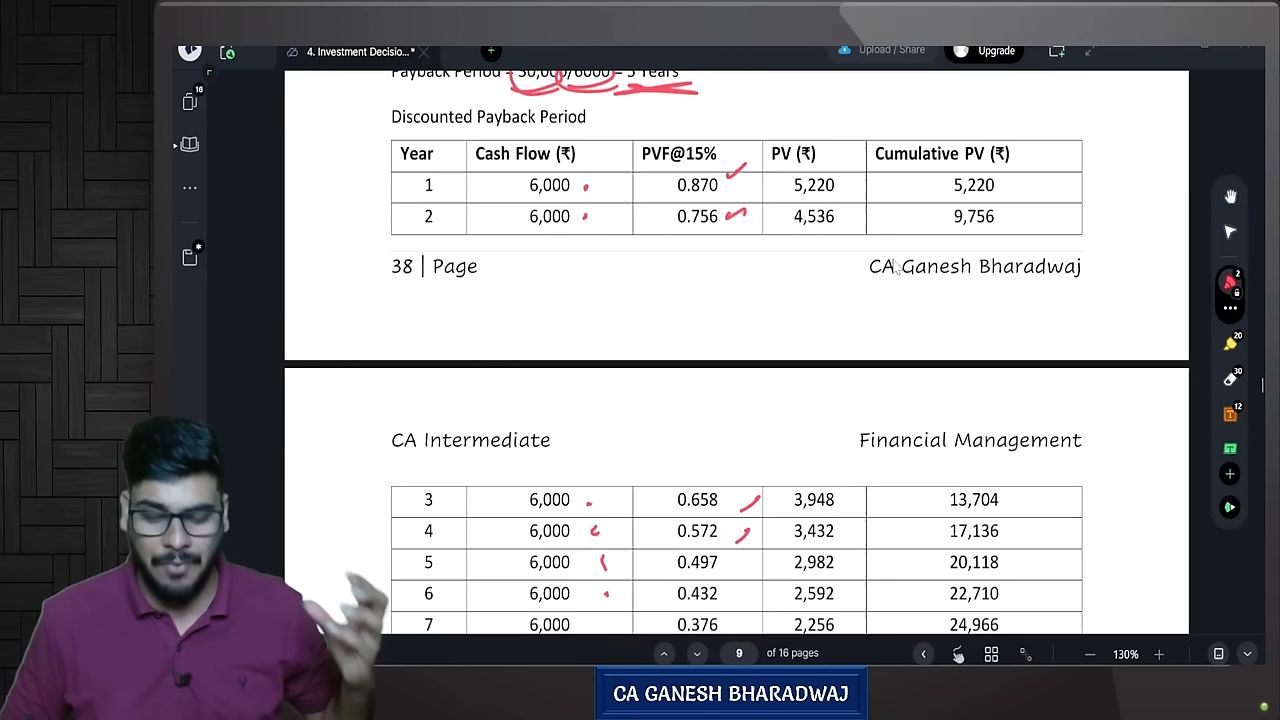 4. Investment Decisio...*
Upload / Share
Upgrade
16
Payback Period = 30,000/6000 = 5 Years
Discounted Payback Period
Year Cash Flow (₹) PVF@15% PV (₹) Cumulative PV (₹)
1 6,000 0.870 5,220 5,220
2 6,000 0.756 4,536 9,756
38 | Page CA Ganesh Bharadwaj
CA Intermediate Financial Management
3 6,000 0.658 3,948 13,704
4 6,000 0.572 3,432 17,136
5 6,000 0.497 2,982 20,118
6 6,000 0.432 2,592 22,710
7 6,000 0.376 2,256 24,966
2
20
30
12
9 of 16 pages
130%
CA GANESH BHARADWAJ